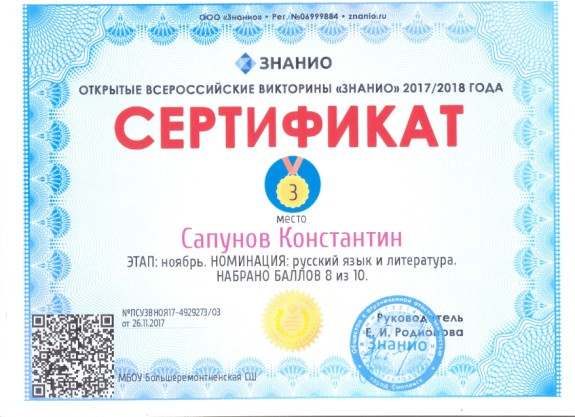 ООО «Знанио» • Рег. №06999884 • znanio.ru
ЗНАНИО
ОТКРЫТЫЕ ВСЕРОССИЙСКИЕ ВИКТОРИНЫ «ЗНАНИО» 2017/2018 ГОДА
СЕРТИФИКАТ
3
место
Сапунов Константин
ЭТАП: ноябрь. НОМИНАЦИЯ: русский язык и литература.
НАБРАНО БАЛЛОВ 8 из 10.
№ПСУЗВНОЯ17-4929273/03
от 26.11.2017
Руководитель
Е. И. Родионова
Знанио
город Смоленск
МБОУ Большеремонтненская СШ